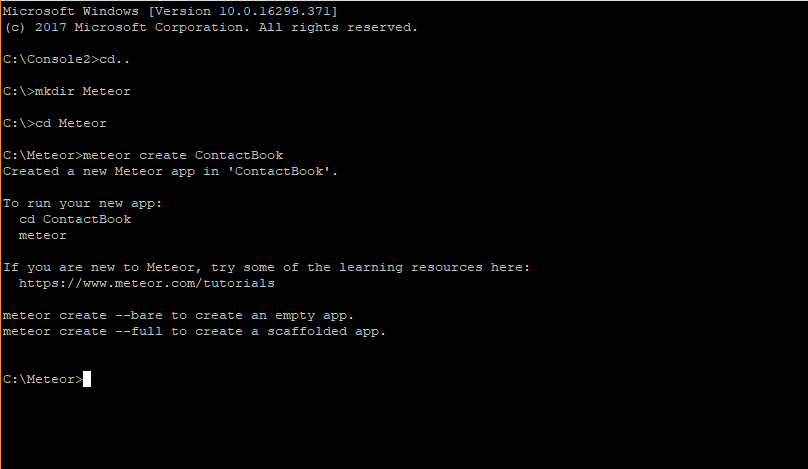 Microsoft Windows [Version 10.0.16299.371]
(c) 2017 Microsoft Corporation. All rights reserved.
C:\Console2>cd..
C:\>mkdir Meteor
C:\>cd Meteor
C:\Meteor>meteor create ContactBook
Created a new Meteor app in 'ContactBook'.
To run your new app:
cd ContactBook
meteor
If you are new to Meteor, try some of the learning resources here:
https://www.meteor.com/tutorials
meteor create --bare to create an empty app.
meteor create --full to create a scaffolded app.
C:\Meteor>